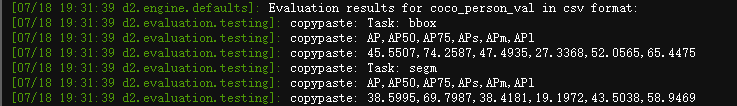 [07/18 19:31:39 d2.engine.defaults]: Evaluation results for coco_person_val in csv format:
[07/18 19:31:39 d2.evaluation.testing]: copypaste: Task: bbox
[07/18 19:31:39 d2.evaluation.testing]: copypaste: AP,AP50,AP75,APs,APm,APl
[07/18 19:31:39 d2.evaluation.testing]: copypaste: 45.5507,74.2587,47.4935,27.3368,52.0565,65.4475
[07/18 19:31:39 d2.evaluation.testing]: copypaste: Task: segm
[07/18 19:31:39 d2.evaluation.testing]: copypaste: AP,AP50,AP75,APs,APm,APl
[07/18 19:31:39 d2.evaluation.testing]: copypaste: 38.5995,69.7987,38.4181,19.1972,43.5038,58.9469